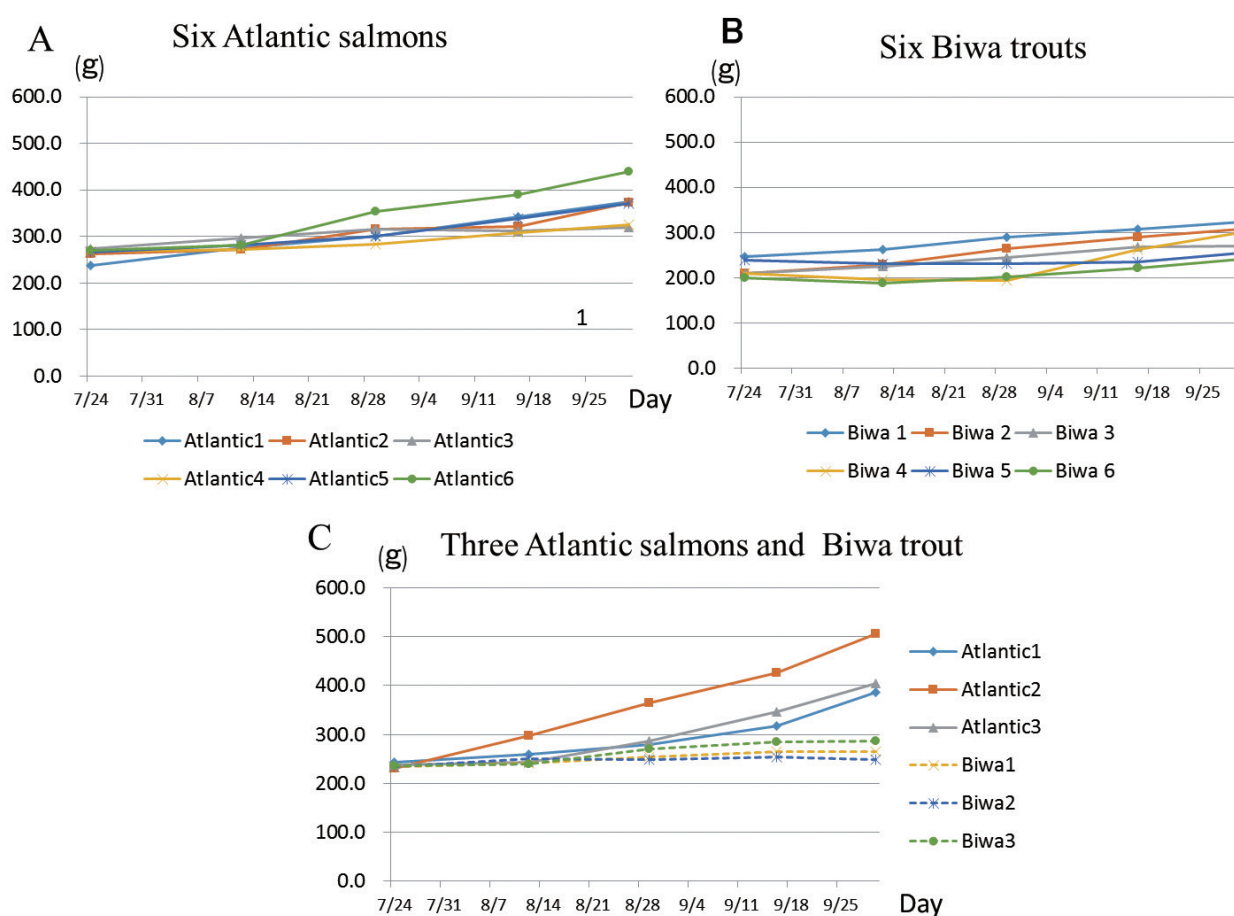 A
Six Atlantic salmons
(g)
600.0
500.0
400.0
300.0
200.0
100.0
0.0
1
7/24 7/31 8/7 8/14 8/21 8/28 9/4 9/11 9/18 9/25 Day
Atlantic1 Atlantic2 Atlantic3
Atlantic4 Atlantic5 Atlantic6
B
Six Biwa trouts
(g)
600.0
500.0
400.0
300.0
200.0
100.0
0.0
7/24 7/31 8/7 8/14 8/21 8/28 9/4 9/11 9/18 9/25
Biwa 1 Biwa 2 Biwa 3
Biwa 4 Biwa 5 Biwa 6
C
(g)
Three Atlantic salmons and Biwa trout
600.0
500.0
400.0
300.0
200.0
100.0
0.0
7/24 7/31 8/7 8/14 8/21 8/28 9/4 9/11 9/18 9/25 Day
Atlantic1
Atlantic2
Atlantic3
Biwa1
Biwa2
Biwa3